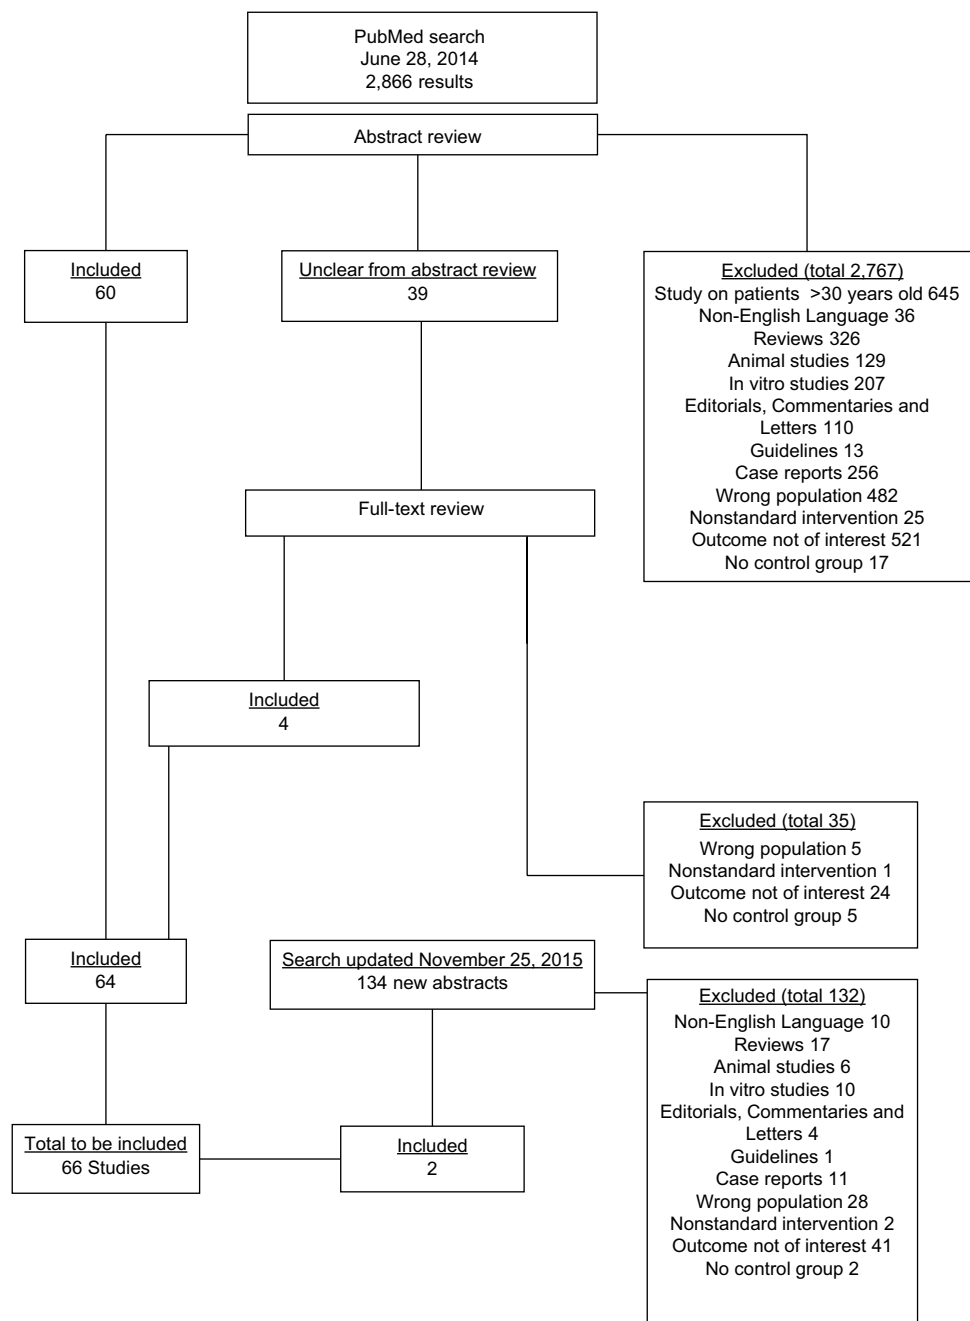 PubMed search
June 28, 2014
2,866 results
Abstract review
Included
60
Unclear from abstract review
39
Excluded (total 2,767)
Study on patients >30 years old 645
Non-English Language 36
Reviews 326
Animal studies 129
In vitro studies 207
Editorials, Commentaries and
Letters 110
Guidelines 13
Case reports 256
Wrong population 482
Nonstandard intervention 25
Outcome not of interest 521
No control group 17
Full-text review
Included
4
Excluded (total 35)
Wrong population 5
Nonstandard intervention 1
Outcome not of interest 24
No control group 5
Included
64
Search updated November 25, 2015
134 new abstracts
Excluded (total 132)
Non-English Language 10
Reviews 17
Animal studies 6
In vitro studies 10
Editorials, Commentaries and
Letters 4
Guidelines 1
Case reports 11
Wrong population 28
Nonstandard intervention 2
Outcome not of interest 41
No control group 2
Total to be included
66 Studies
Included
2